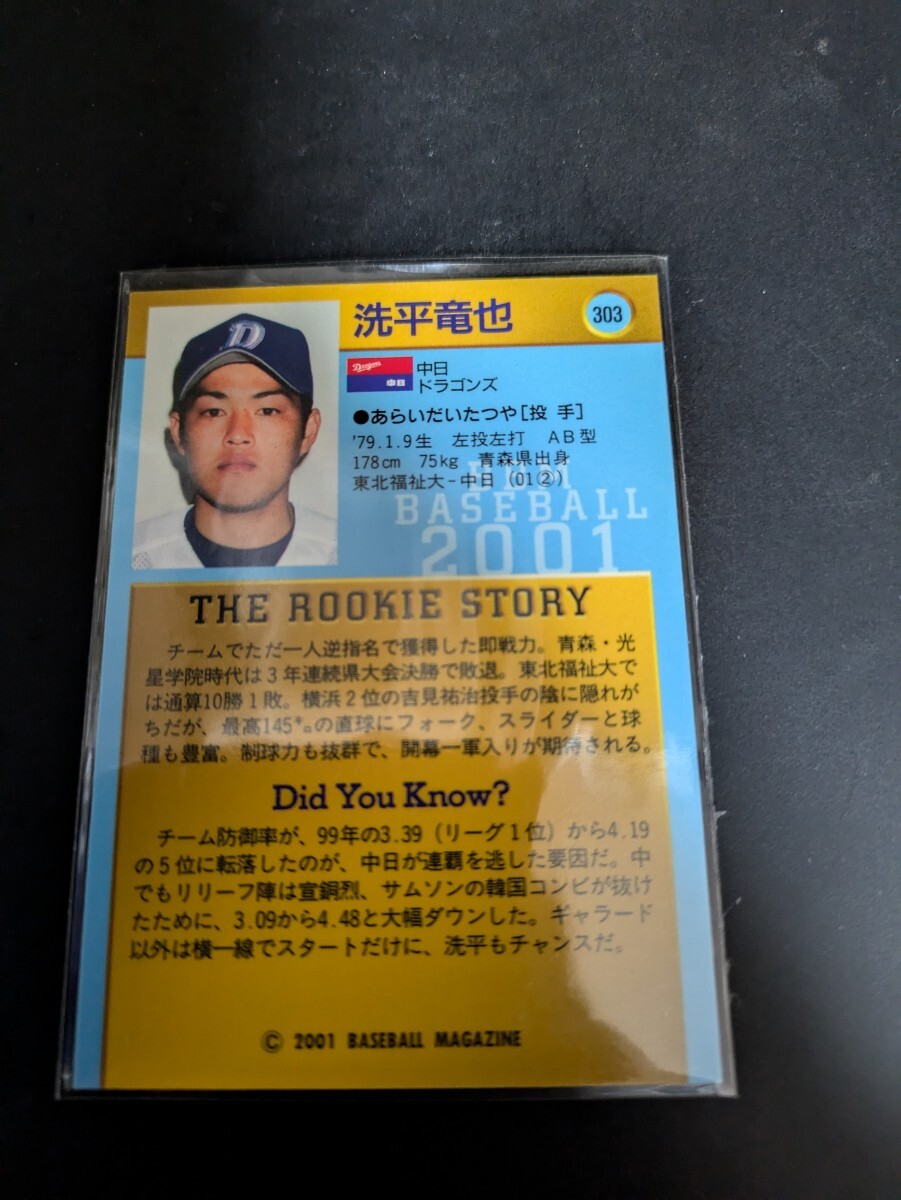 洗平竜也
303
Dragons
中日
中日
ドラゴンズ
●あらいだいたつや[投 手]
'79.1.9生 左投左打 AB型
178cm 75kg 青森県出身
東北福祉大-中日(01②)
BBM
BASEBALL
2001
THE ROOKIE STORY
チームでただ一人逆指名で獲得した即戦力。青森・光
星学院時代は3年連続県大会決勝で敗退。東北福祉大で
は通算10勝1敗。横浜2位の吉見祐治投手の陰に隠れが
ちだが、最高145㌔の直球にフォーク、スライダーと球
種も豊富。制球力も抜群で、開幕一軍入りが期待される。
Did You Know?
チーム防御率が、99年の3.39(リーグ1位)から4.19
の5位に転落したのが、中日が連覇を逃した要因だ。中
でもリリーフ陣は宣銅烈、サムソンの韓国コンビが抜け
たために、3.09から4.48と大幅ダウンした。ギャラード
以外は横一線でスタートだけに、洗平もチャンスだ。
© 2001 BASEBALL MAGAZINE